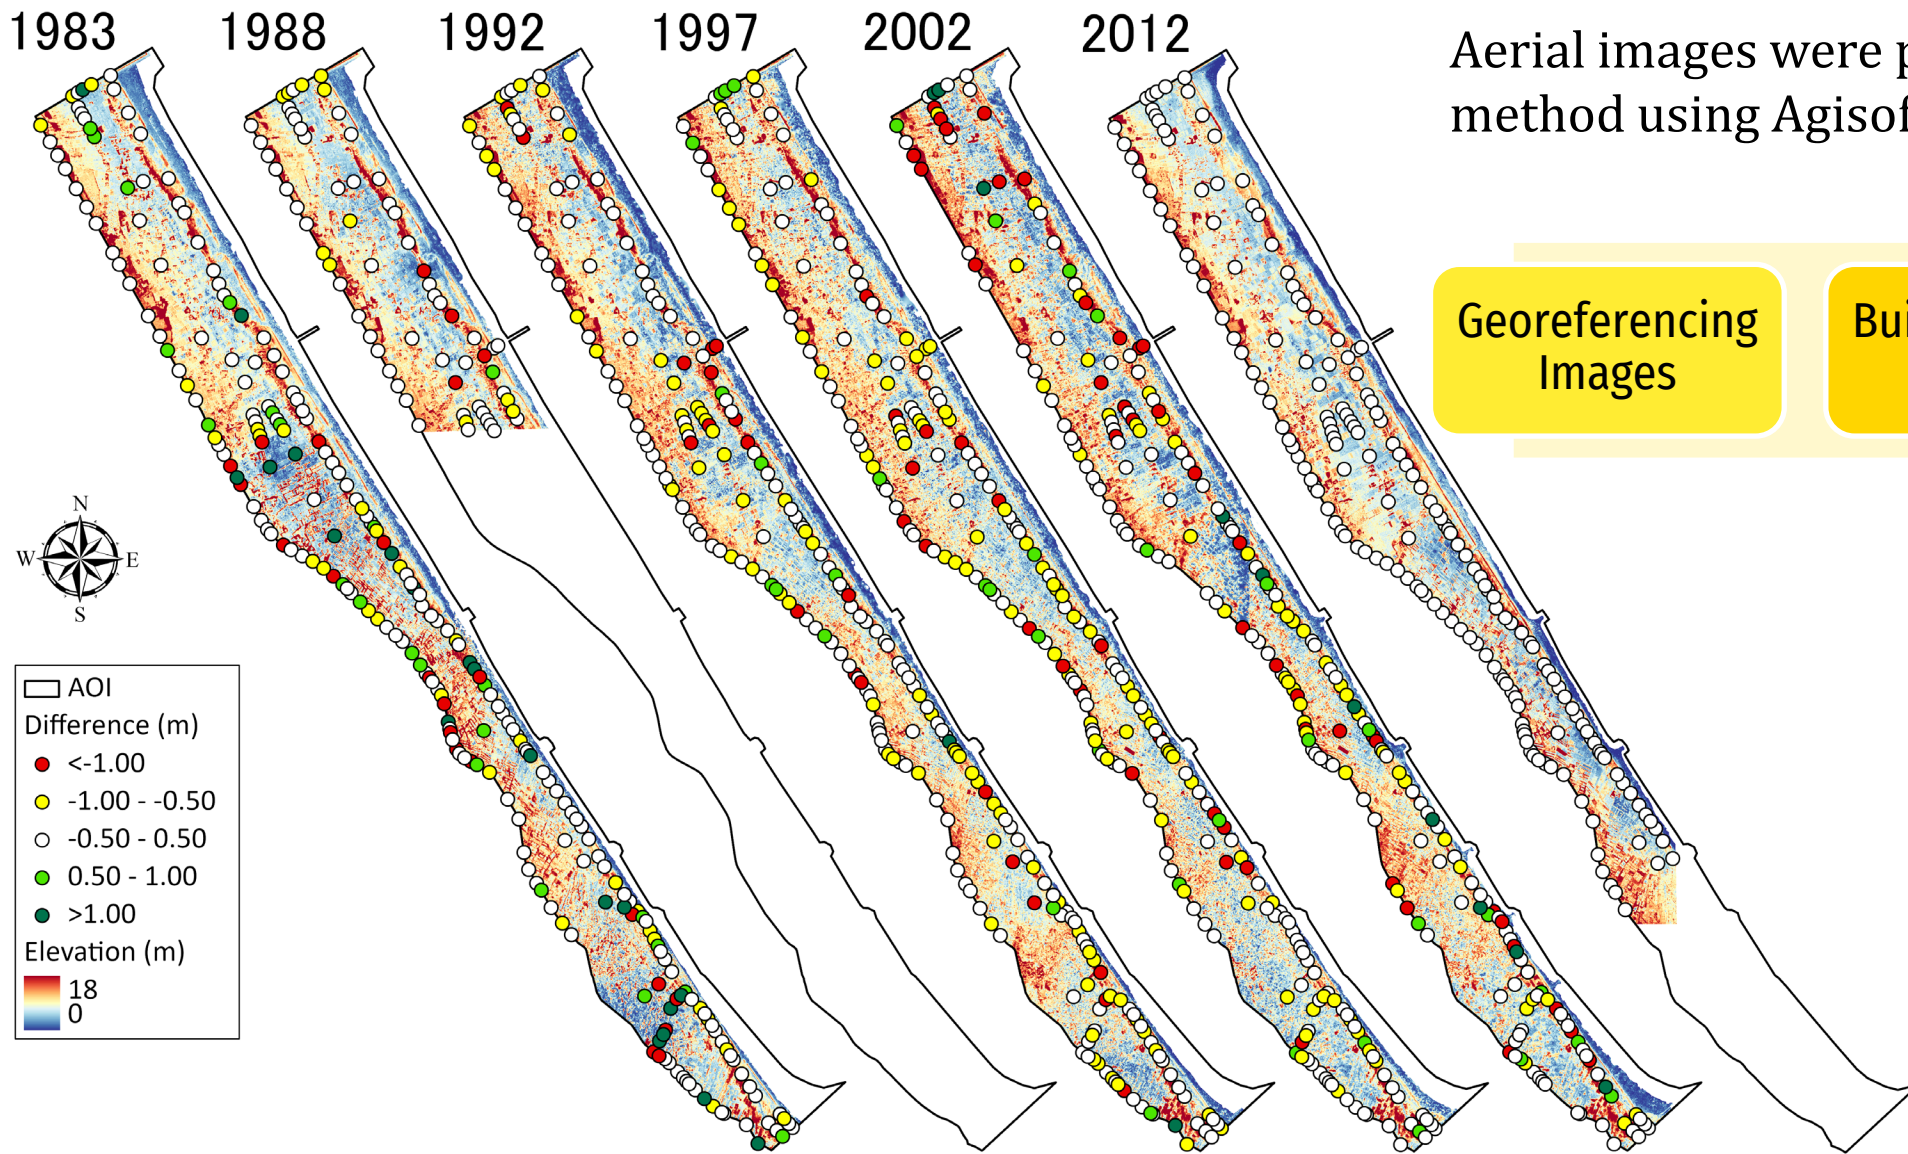 1983 1988 1992 1997 2002 2012
Aerial images were p
method using Agisof
Georeferencing
Images
Bui
N
W E
S
AOI
Difference (m)
<-1.00
-1.00 - -0.50
-0.50 - 0.50
0.50 - 1.00
>1.00
Elevation (m)
18
0